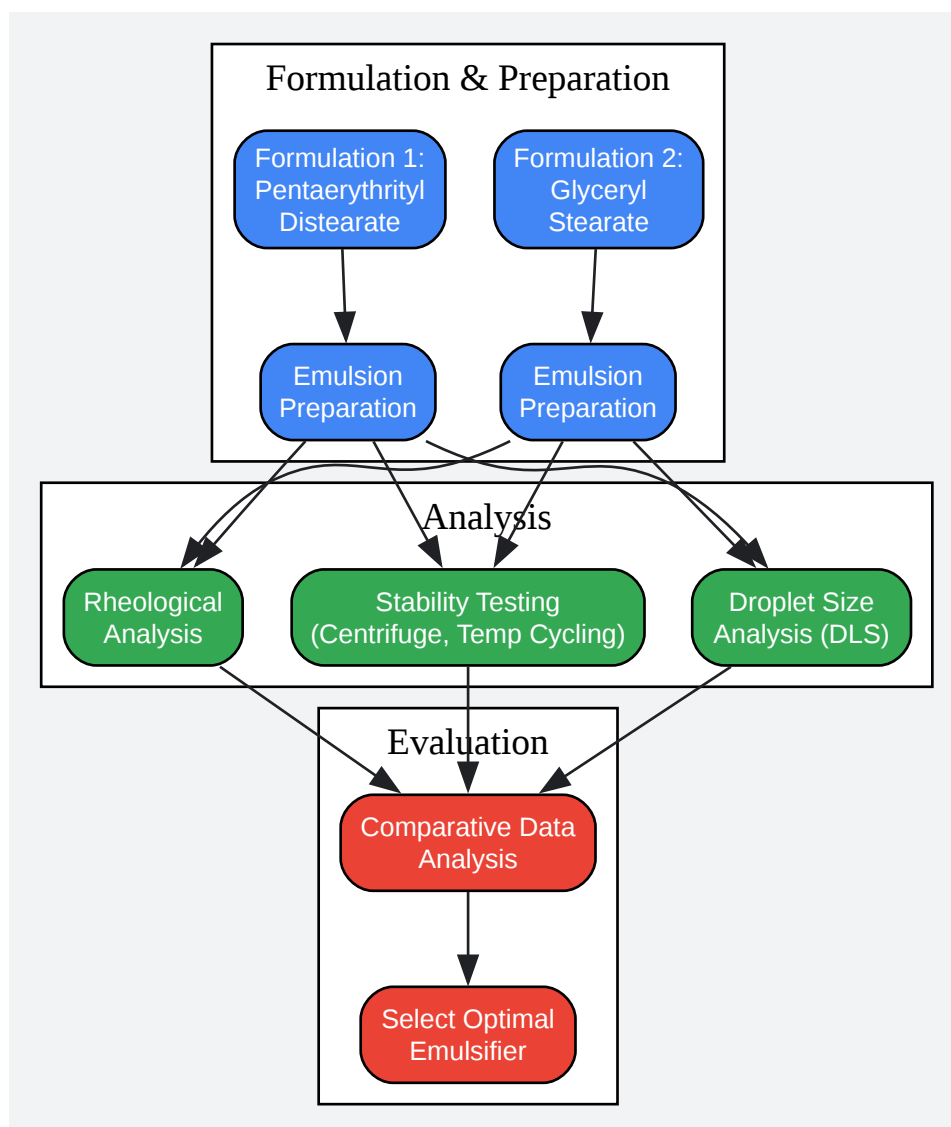 Formulation & Preparation
Formulation 1:
Pentaerythrityl
Distearate
Formulation 2:
Glyceryl
Stearate
Emulsion
Preparation
Emulsion
Preparation
Analysis
Rheological
Analysis
Stability Testing
(Centrifuge, Temp Cycling)
Droplet Size
Analysis (DLS)
Evaluation
Comparative Data
Analysis
Select Optimal
Emulsifier